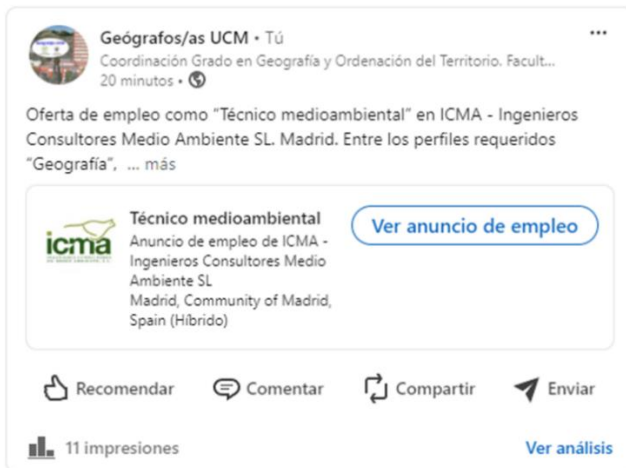 Geógrafos/as UCM • Tú
Coordinación Grado en Geografía y Ordenación del Territorio. Facult...
20 minutos •
Oferta de empleo como “Técnico medioambiental” en ICMA - Ingenieros
Consultores Medio Ambiente SL. Madrid. Entre los perfiles requeridos
“Geografía”, ... más
icma
Técnico medioambiental
Anuncio de empleo de ICMA -
Ingenieros Consultores Medio
Ambiente SL
Madrid, Community of Madrid,
Spain (Híbrido)
Ver anuncio de empleo
Recomendar
Comentar
Compartir
Enviar
11 impresiones
Ver análisis